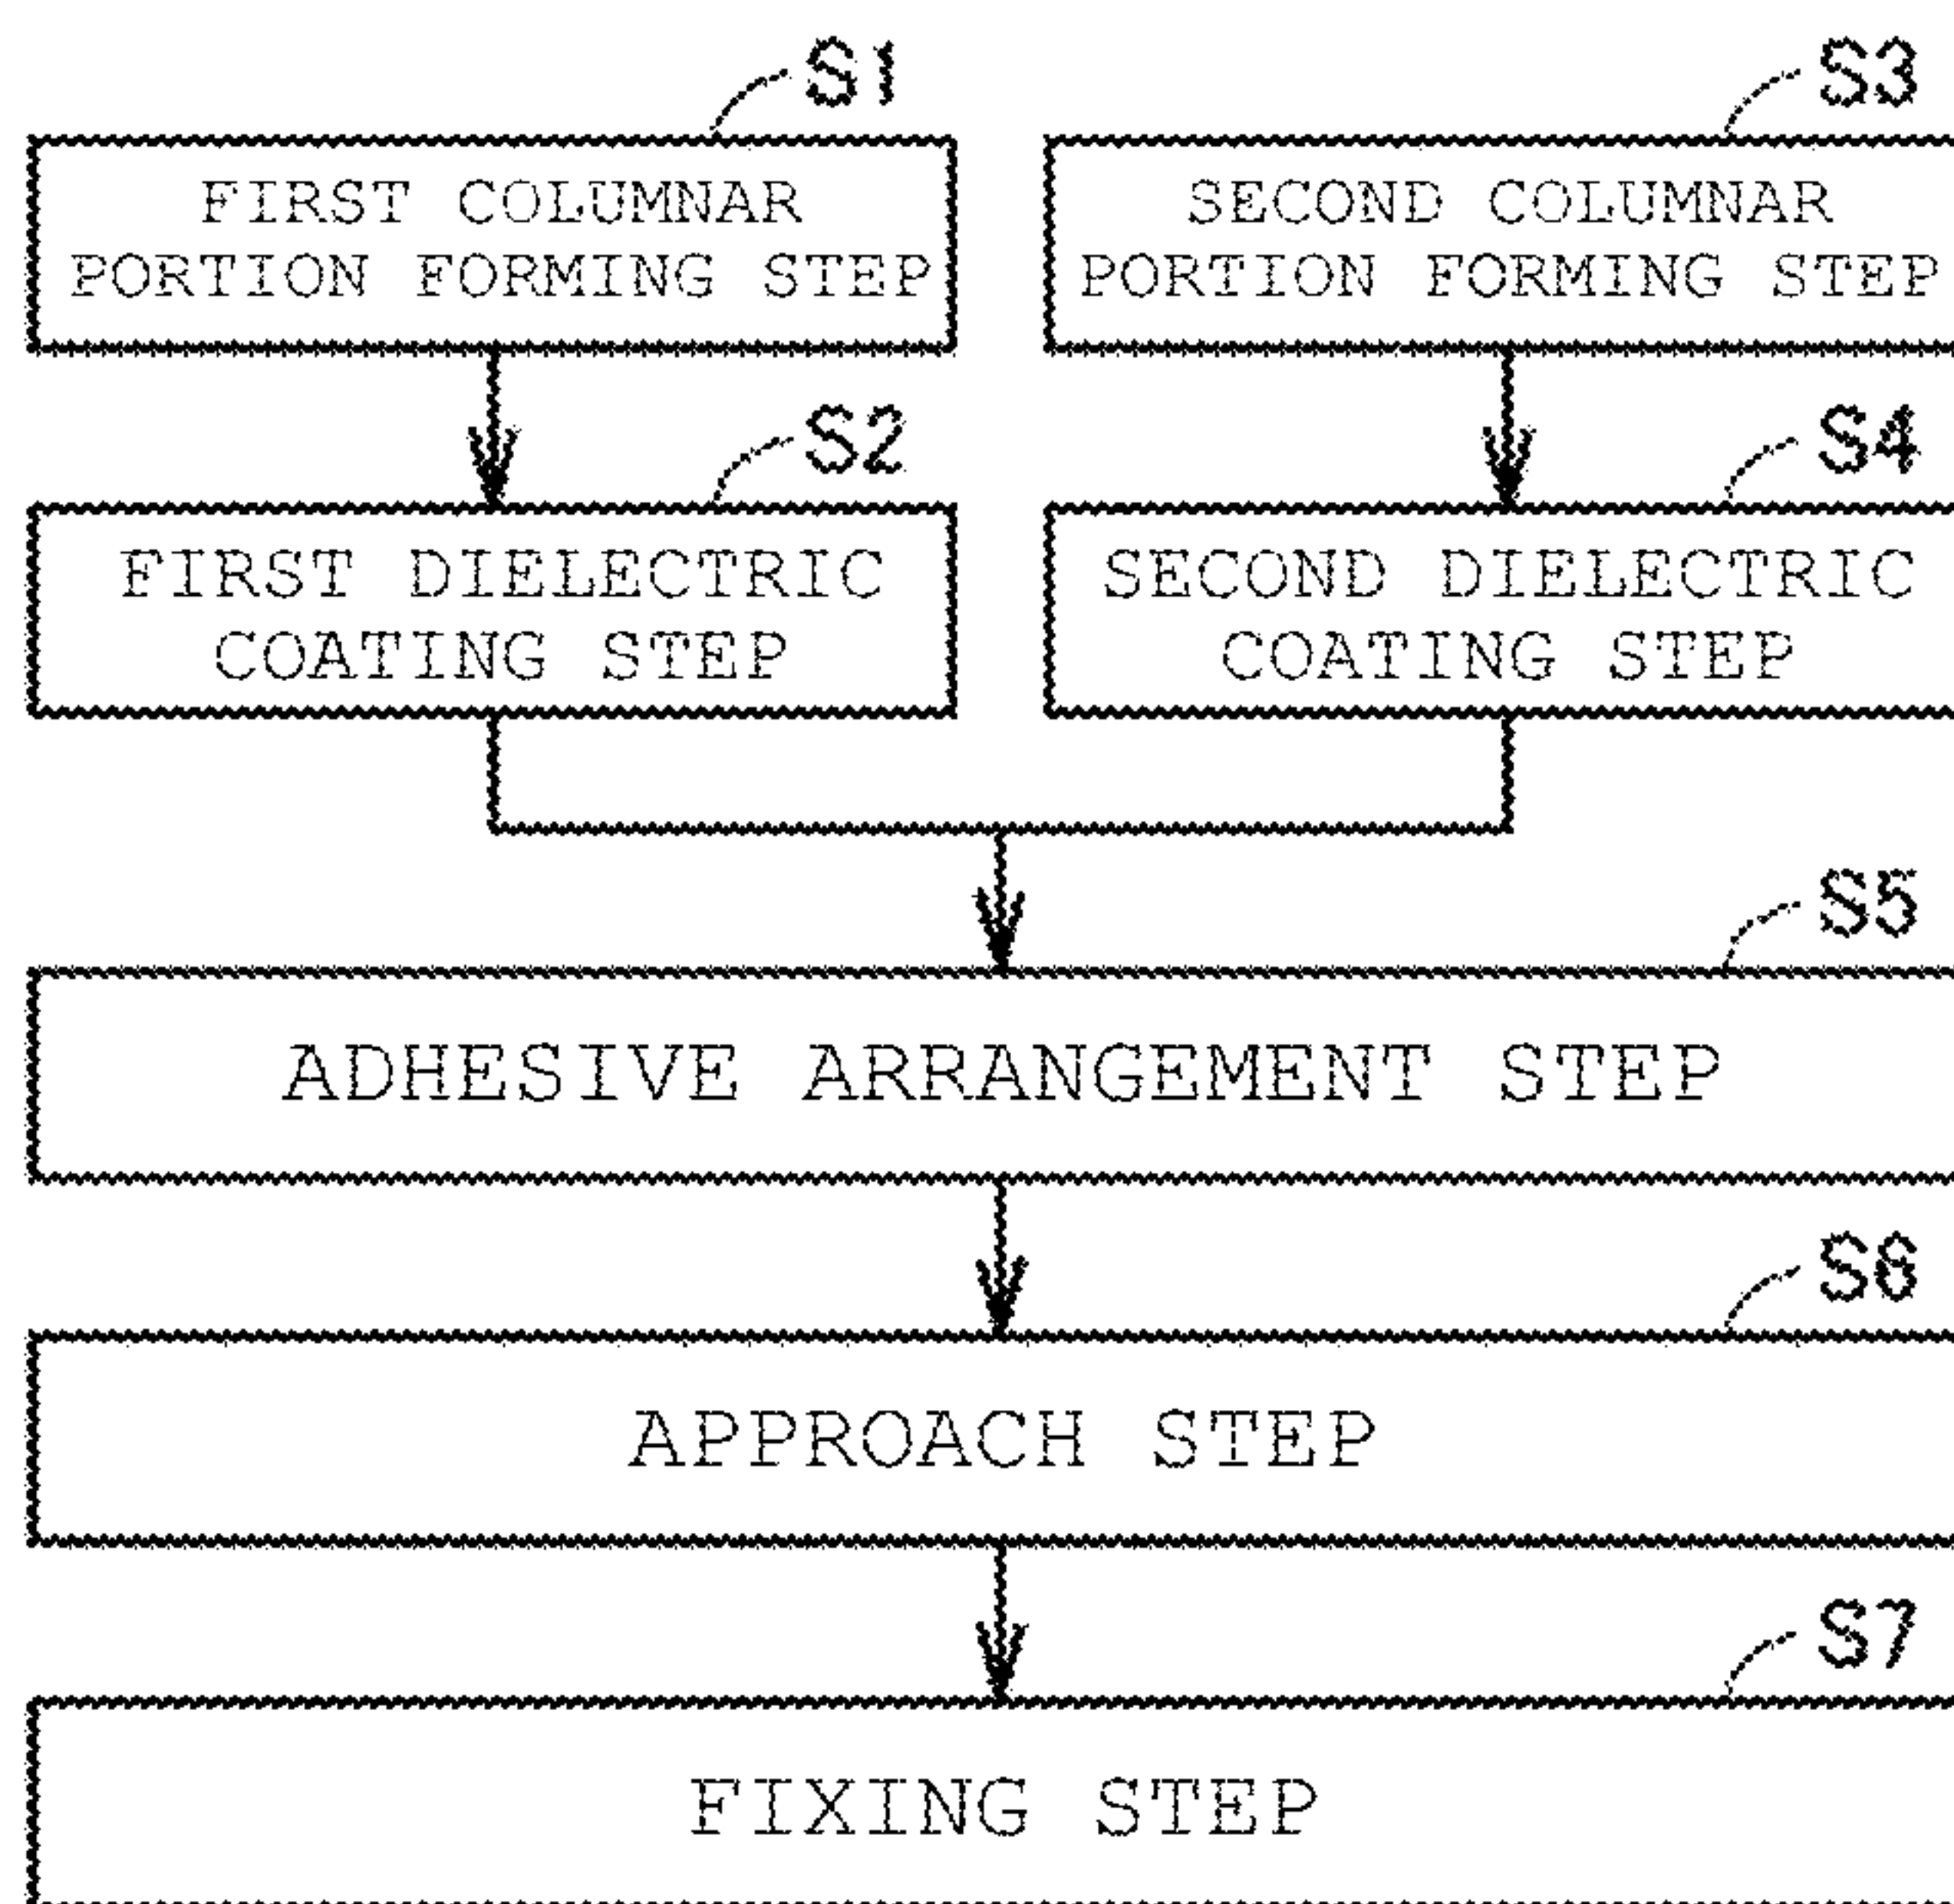 S1
FIRST COLUMNAR
PORTION FORMING STEP
S3
SECOND COLUMNAR
PORTION FORMING STEP
S2
FIRST DIELECTRIC
COATING STEP
S4
SECOND DIELECTRIC
COATING STEP
S5
ADHESIVE ARRANGEMENT STEP
S6
APPROACH STEP
S7
FIXING STEP